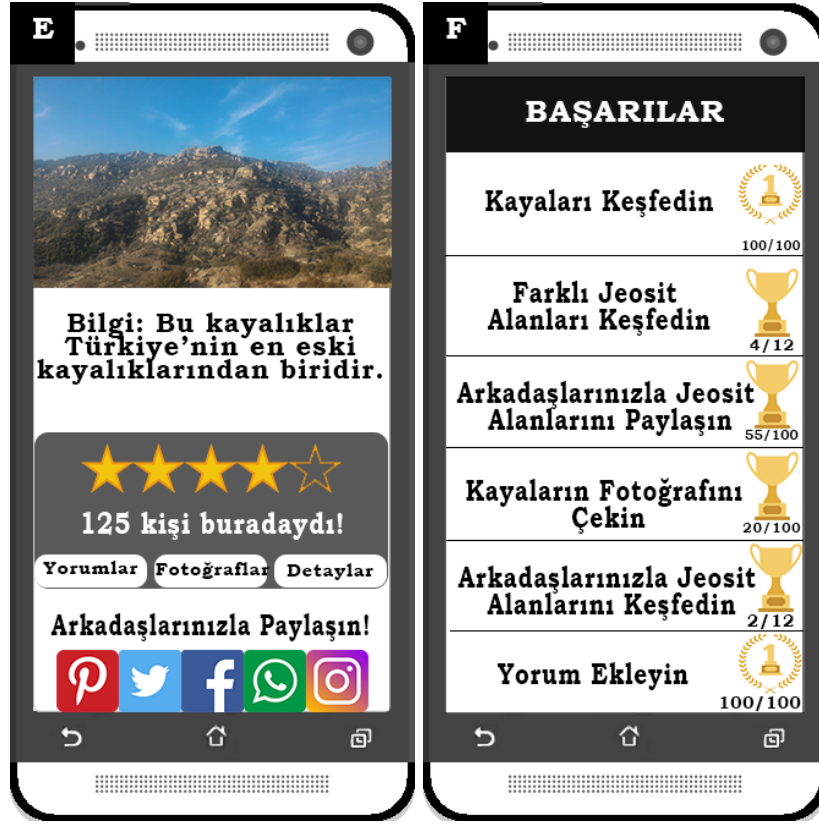 E
Bilgi: Bu kayalıklar
Türkiye’nin en eski
kayalıklarından biridir.
125 kişi buradaydı!
Yorumlar Fotoğraflar Detaylar
Arkadaşlarınızla Paylaşın!
F
BAŞARILAR
Kayaları Keşfedin
1
100/100
Farklı Jeosit
Alanları Keşfedin
4/12
Arkadaşlarınızla Jeosit
Alanlarını Paylaşın
55/100
Kayaların Fotoğrafını
Çekin
20/100
Arkadaşlarınızla Jeosit
Alanlarını Keşfedin
2/12
Yorum Ekleyin
1
100/100